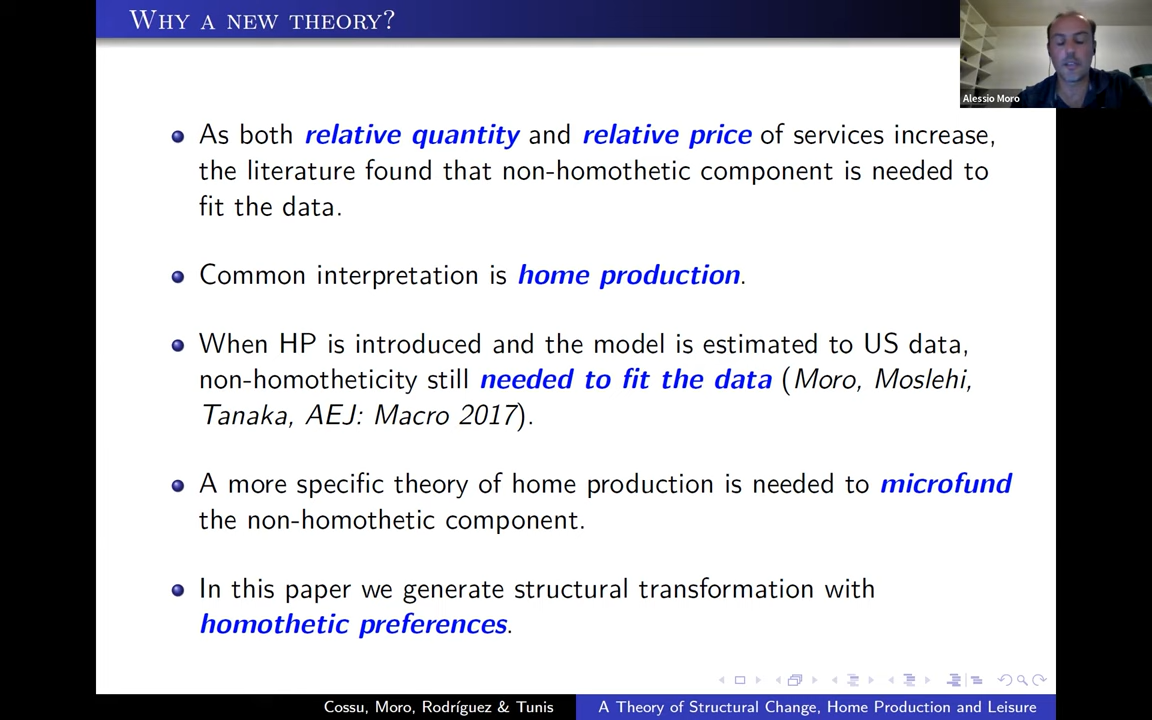 WHY A NEW THEORY?
Alessio Moro
As both relative quantity and relative price of services increase,
the literature found that non-homothetic component is needed to
fit the data.
Common interpretation is home production.
When HP is introduced and the model is estimated to US data,
non-homotheticity still needed to fit the data (Moro, Moslehi,
Tanaka, AEJ: Macro 2017).
A more specific theory of home production is needed to microfund
the non-homothetic component.
In this paper we generate structural transformation with
homothetic preferences.
Cossu, Moro, Rodríguez & Tunis
A Theory of Structural Change, Home Production and Leisure